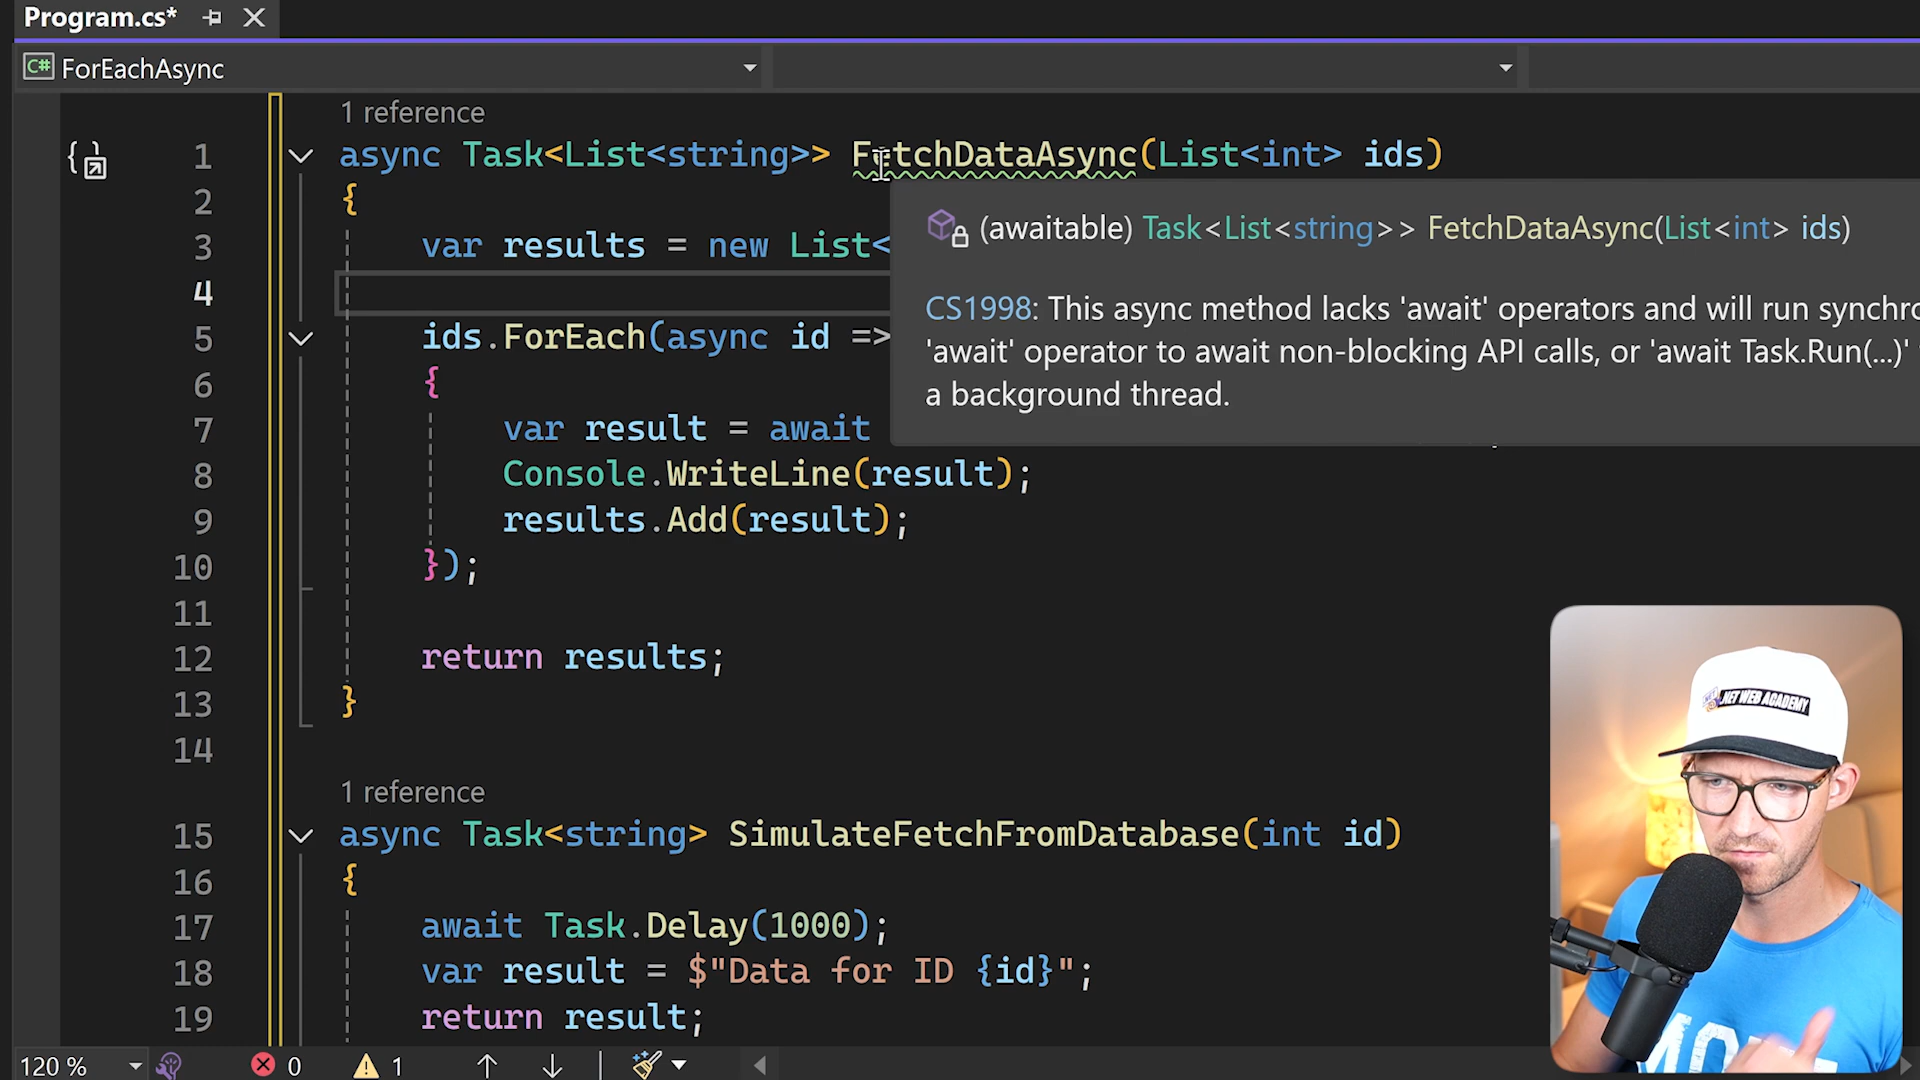 Program.cs*
C# ForEachAsync
1 reference
1 async Task<List<string>> FetchDataAsync(List<int> ids)
2 {
(awaitable) Task<List<string>> FetchDataAsync(List<int> ids)
3 var results = new List<
CS1998: This async method lacks 'await' operators and will run synchro
4
5 ids.ForEach(async id =>
'await' operator to await non-blocking API calls, or 'await Task.Run(...)'
6 {
a background thread.
7 var result = await
8 Console.WriteLine(result);
9 results.Add(result);
10 });
11
12 return results;
13 }
14
1 reference
15 async Task<string> SimulateFetchFromDatabase(int id)
16 {
17 await Task.Delay(1000);
18 var result = $"Data for ID {id}";
19 return result;
.NET WEB ACADEMY
120 % 0 1